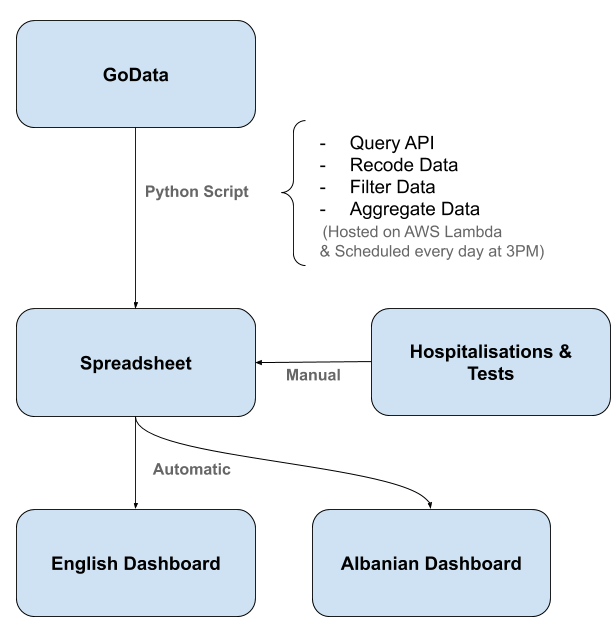 GoData
Python Script
- Query API
- Recode Data
- Filter Data
- Aggregate Data
(Hosted on AWS Lambda
& Scheduled every day at 3PM)
Spreadsheet
Manual
Hospitalisations &
Tests
Automatic
English Dashboard
Albanian Dashboard